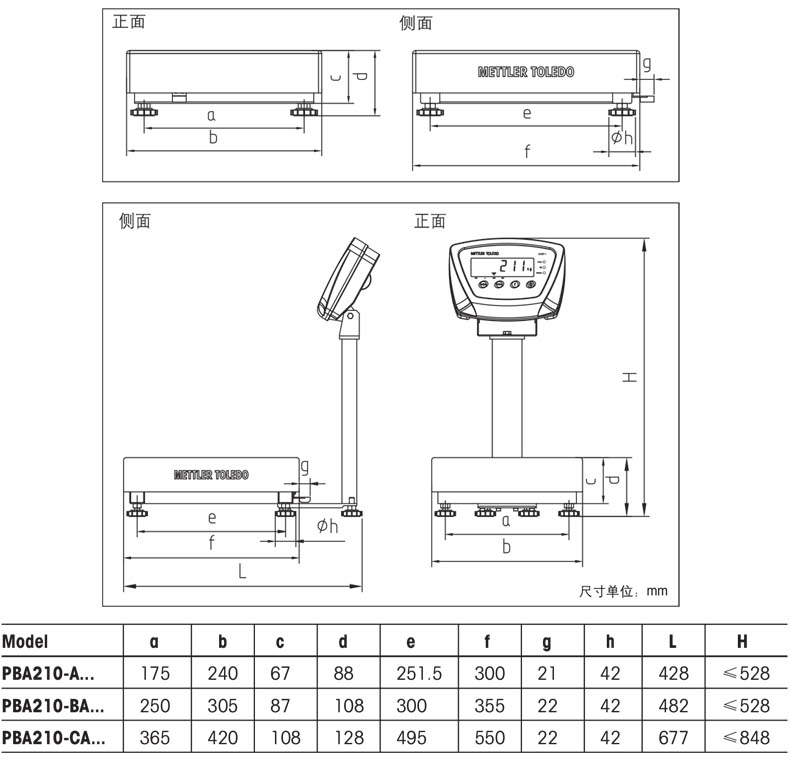 正面
侧面
METTLER TOLEDO
g
c
d
a
b
e
Φh
f
侧面
正面
METTLER TOLEDO
211 kg
H
METTLER TOLEDO
g
c
d
e
Φh
a
f
b
L
尺寸单位：mm
Model a b c d e f g h L H
PBA210-A... 175 240 67 88 251.5 300 21 42 428 ≤528
PBA210-BA... 250 305 87 108 300 355 22 42 482 ≤528
PBA210-CA... 365 420 108 128 495 550 22 42 677 ≤848